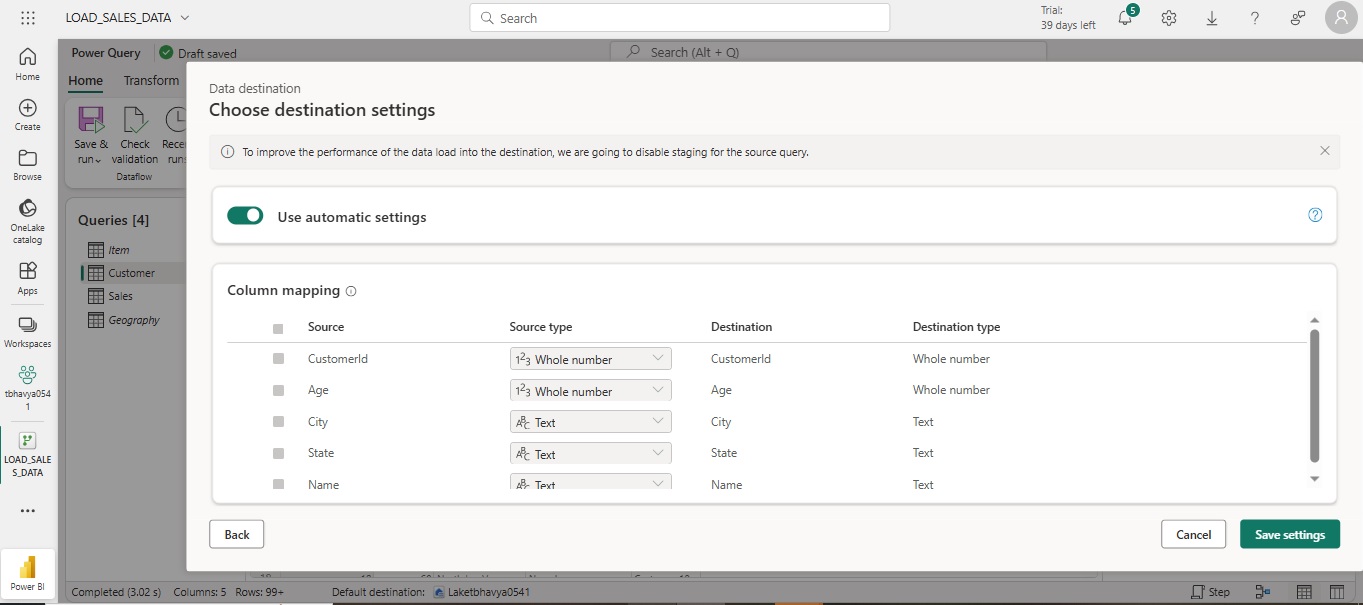 LOAD_SALES_DATA
Search
Trial:
39 days left
5
Home
Create
Browse
OneLake
catalog
Apps
Workspaces
tbhavya054
1
LOAD_SALE
S_DATA
Power BI
Power Query
Draft saved
Search (Alt + Q)
Home
Transform
Save &
run
Check
validation
Rece
run
Dataflow
Queries [4]
Item
Customer
Sales
Geography
Data destination
Choose destination settings
To improve the performance of the data load into the destination, we are going to disable staging for the source query.
Use automatic settings
Column mapping
Source Source type Destination Destination type
CustomerId 123 Whole number CustomerId Whole number
Age 123 Whole number Age Whole number
City ABC Text City Text
State ABC Text State Text
Name ABC Text Name Text
Back
Cancel
Save settings
Completed (3.02 s) Columns: 5 Rows: 99+ Default destination: Laketbhavya0541
Step